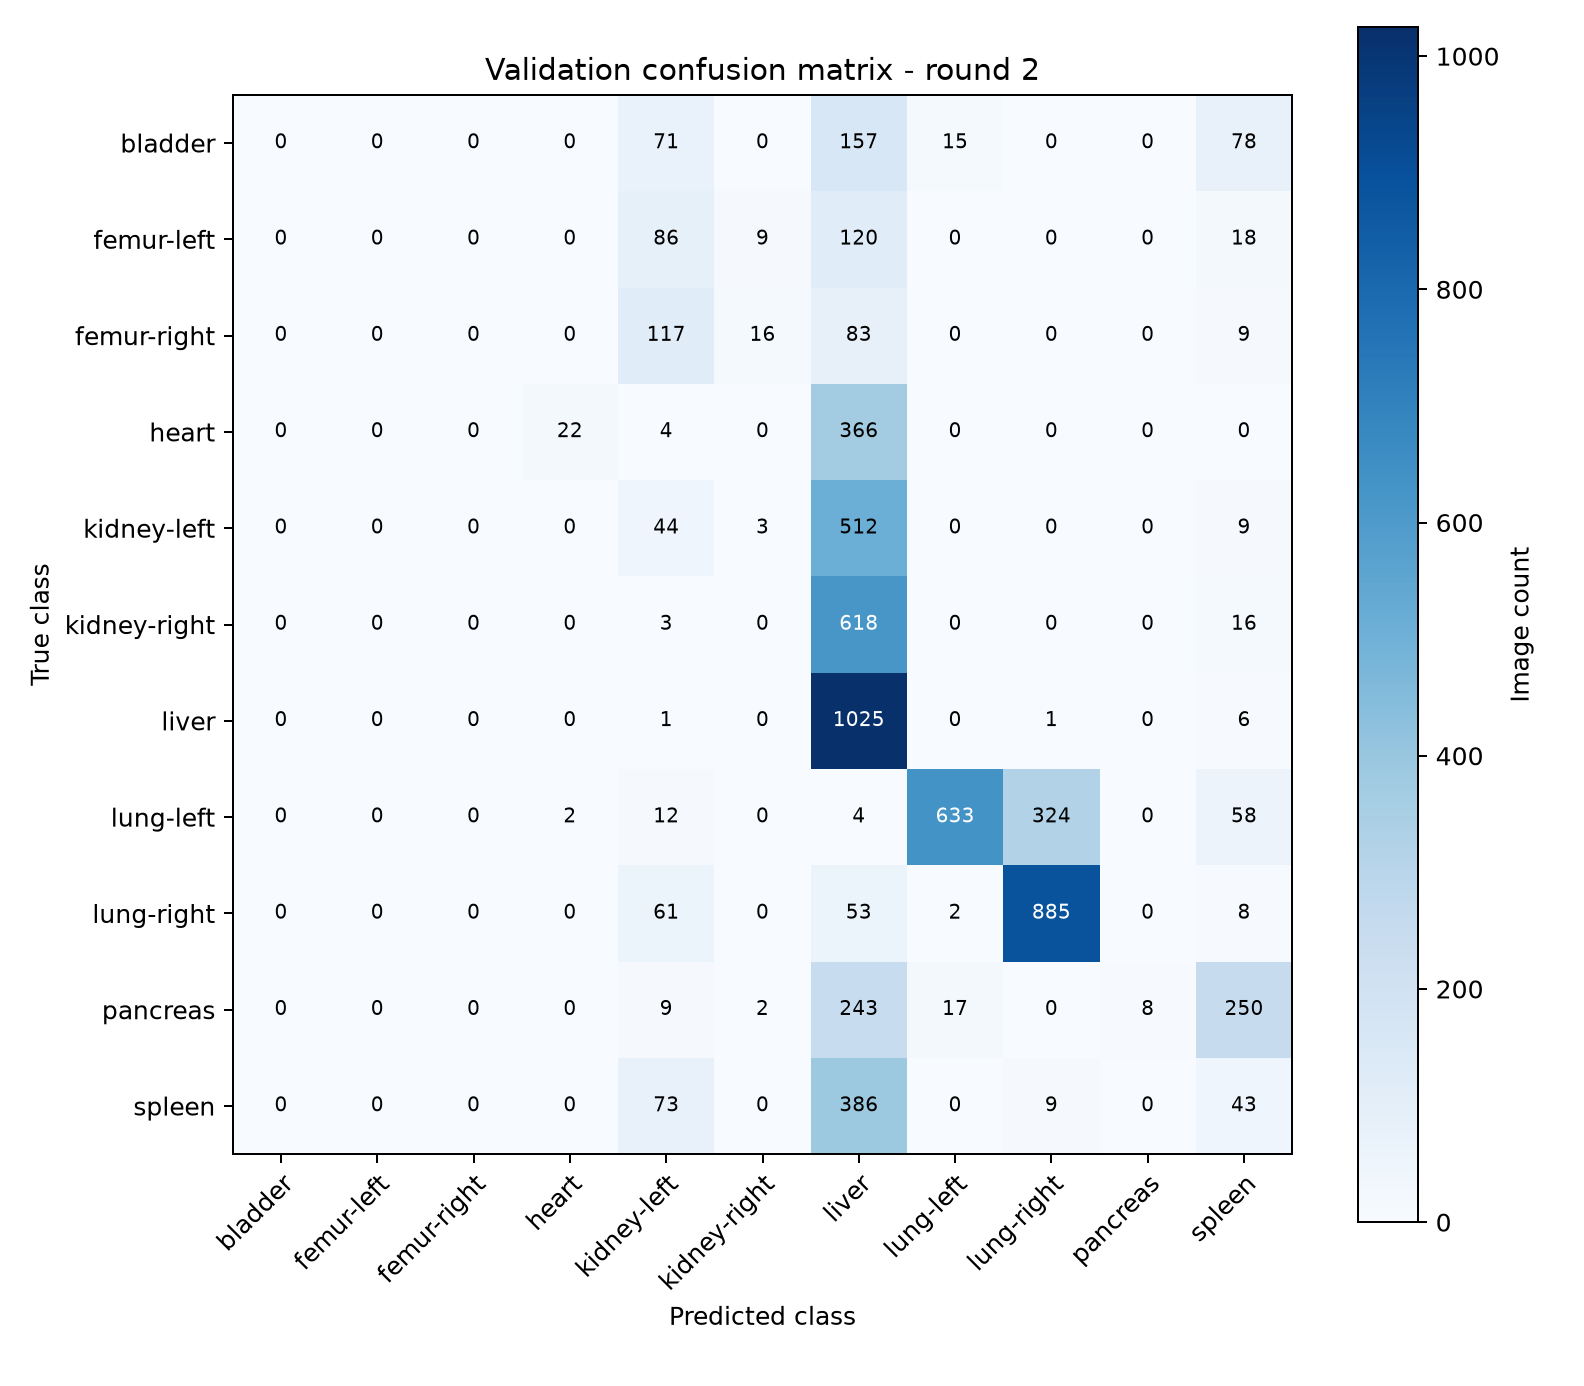 Validation confusion matrix - round 2
1000
800
600
400
200
0
Image count
True class
bladder 0 0 0 0 71 0 157 15 0 0 78
femur-left 0 0 0 0 86 9 120 0 0 0 18
femur-right 0 0 0 0 117 16 83 0 0 0 9
heart 0 0 0 22 4 0 366 0 0 0 0
kidney-left 0 0 0 0 44 3 512 0 0 0 9
kidney-right 0 0 0 0 3 0 618 0 0 0 16
liver 0 0 0 0 1 0 1025 0 1 0 6
lung-left 0 0 0 2 12 0 4 633 324 0 58
lung-right 0 0 0 0 61 0 53 2 885 0 8
pancreas 0 0 0 0 9 2 243 17 0 8 250
spleen 0 0 0 0 73 0 386 0 9 0 43
bladder femur-left femur-right heart kidney-left kidney-right liver lung-left lung-right pancreas spleen
Predicted class